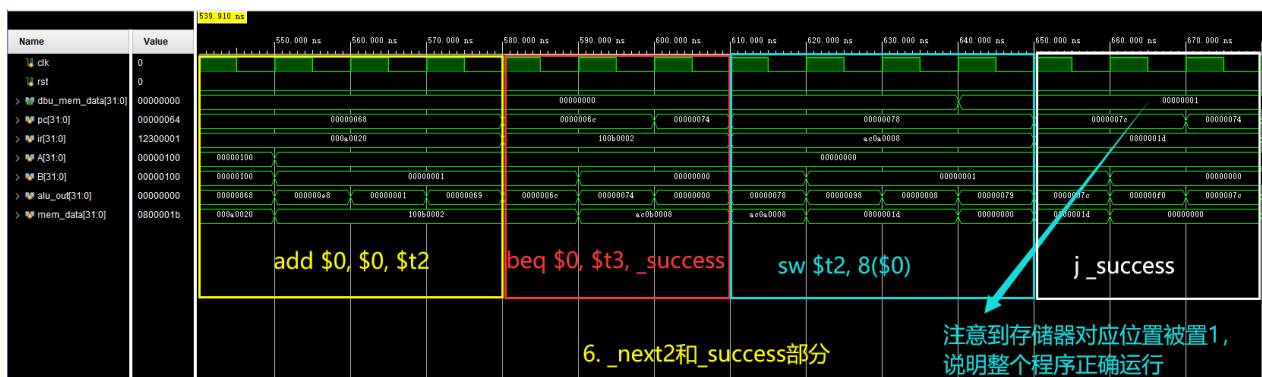 539.910 ns
Name Value
550.000 ns 560.000 ns 570.000 ns 580.000 ns 590.000 ns 600.000 ns 610.000 ns 620.000 ns 630.000 ns 640.000 ns 650.000 ns 660.000 ns 670.000 ns
clk 0
rst 0
dbu_mem_data[31:0] 00000000 00000000 00000001
pc[31:0] 00000064 00000068 0000006c 00000074 00000078 0000007c 00000074
ir[31:0] 12300001 000a0020 100b0002 ac0a0008 0800001d
A[31:0] 00000100 00000100 00000000
B[31:0] 00000100 00000100 00000001 00000000 00000001 00000000
alu_out[31:0] 00000000 00000068 000000e8 00000001 00000069 0000006c 00000074 00000000 00000078 00000098 00000008 00000079 0000007c 000000f0 0000007c
mem_data[31:0] 0800001b 000a0020 100b0002 ac0b0008 ac0a0008 0800001d 00000000 0800001d 00000000
add $0, $0, $t2
beq $0, $t3, _success
sw $t2, 8($0)
j _success
6. _next2和_success部分
注意到存储器对应位置被置1，
说明整个程序正确运行